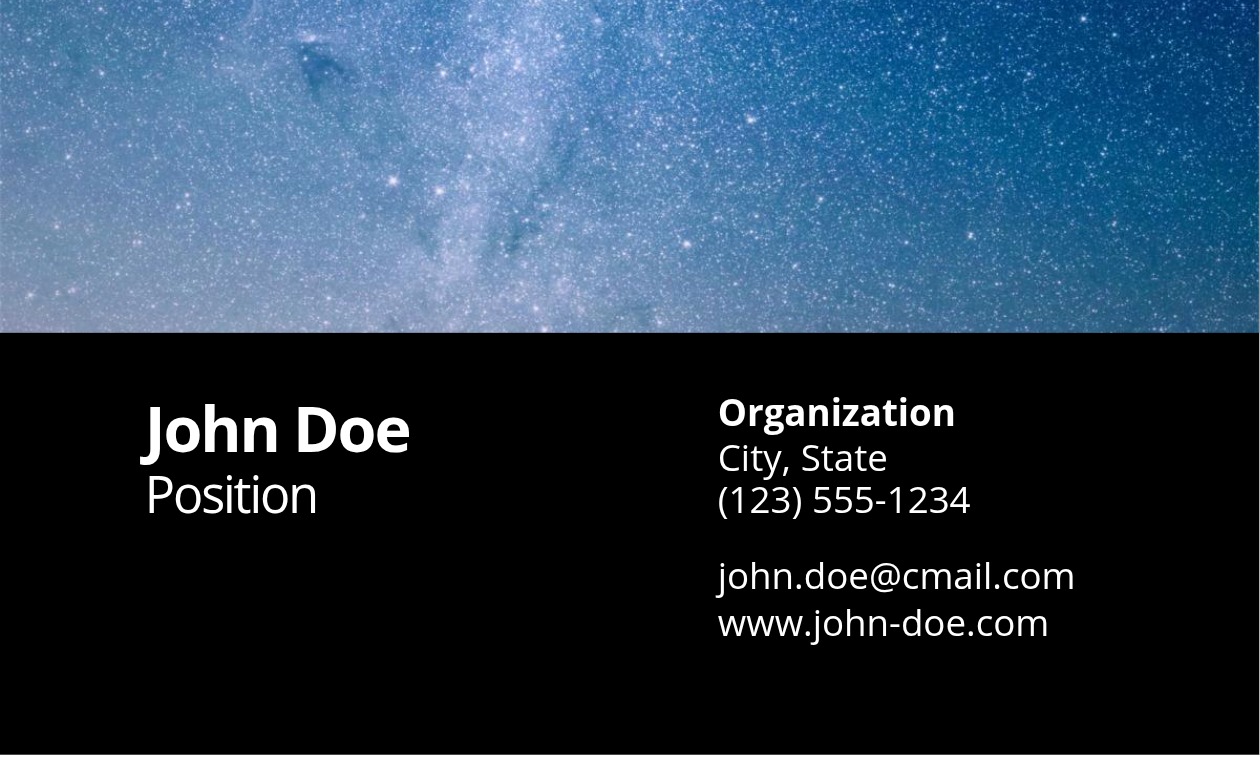 John Doe
Position
Organization
City, State
(123) 555-1234
john.doe@cmail.com
www.john-doe.com